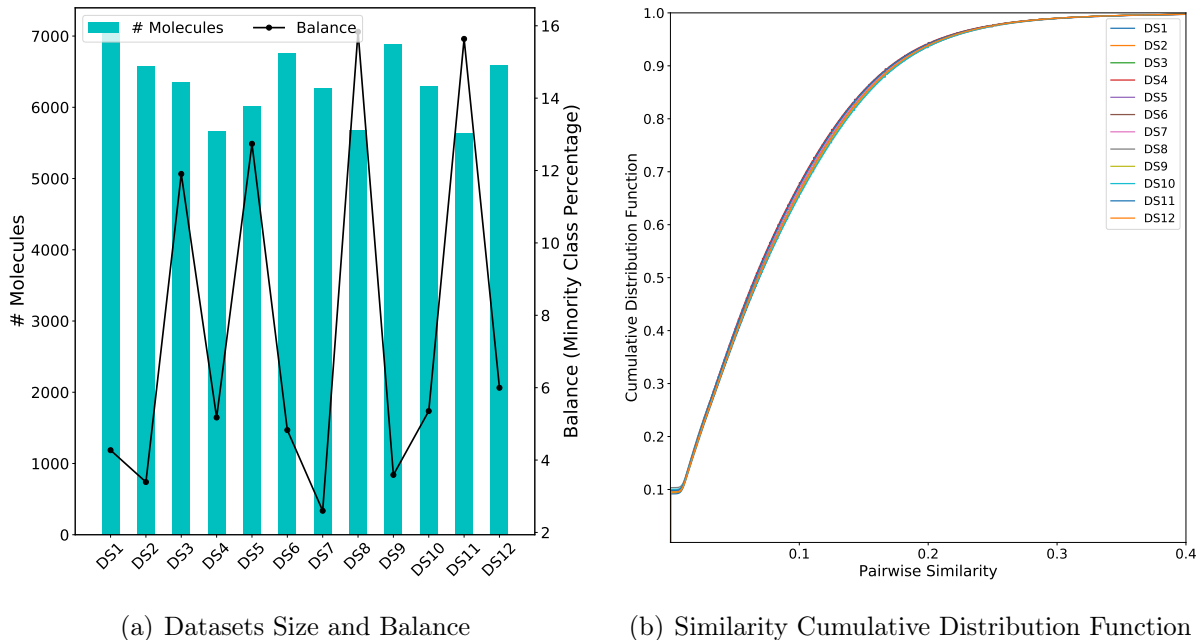 # Molecules
Balance
7000
6000
5000
4000
3000
2000
1000
0
# Molecules
16
14
12
10
8
6
4
2
Balance (Minority Class Percentage)
DS1
DS2
DS3
DS4
DS5
DS6
DS7
DS8
DS9
DS10
DS11
DS12
(a) Datasets Size and Balance
1.0
0.9
0.8
0.7
0.6
0.5
0.4
0.3
0.2
0.1
Cumulative Distribution Function
DS1
DS2
DS3
DS4
DS5
DS6
DS7
DS8
DS9
DS10
DS11
DS12
0.1
0.2
0.3
0.4
Pairwise Similarity
(b) Similarity Cumulative Distribution Function